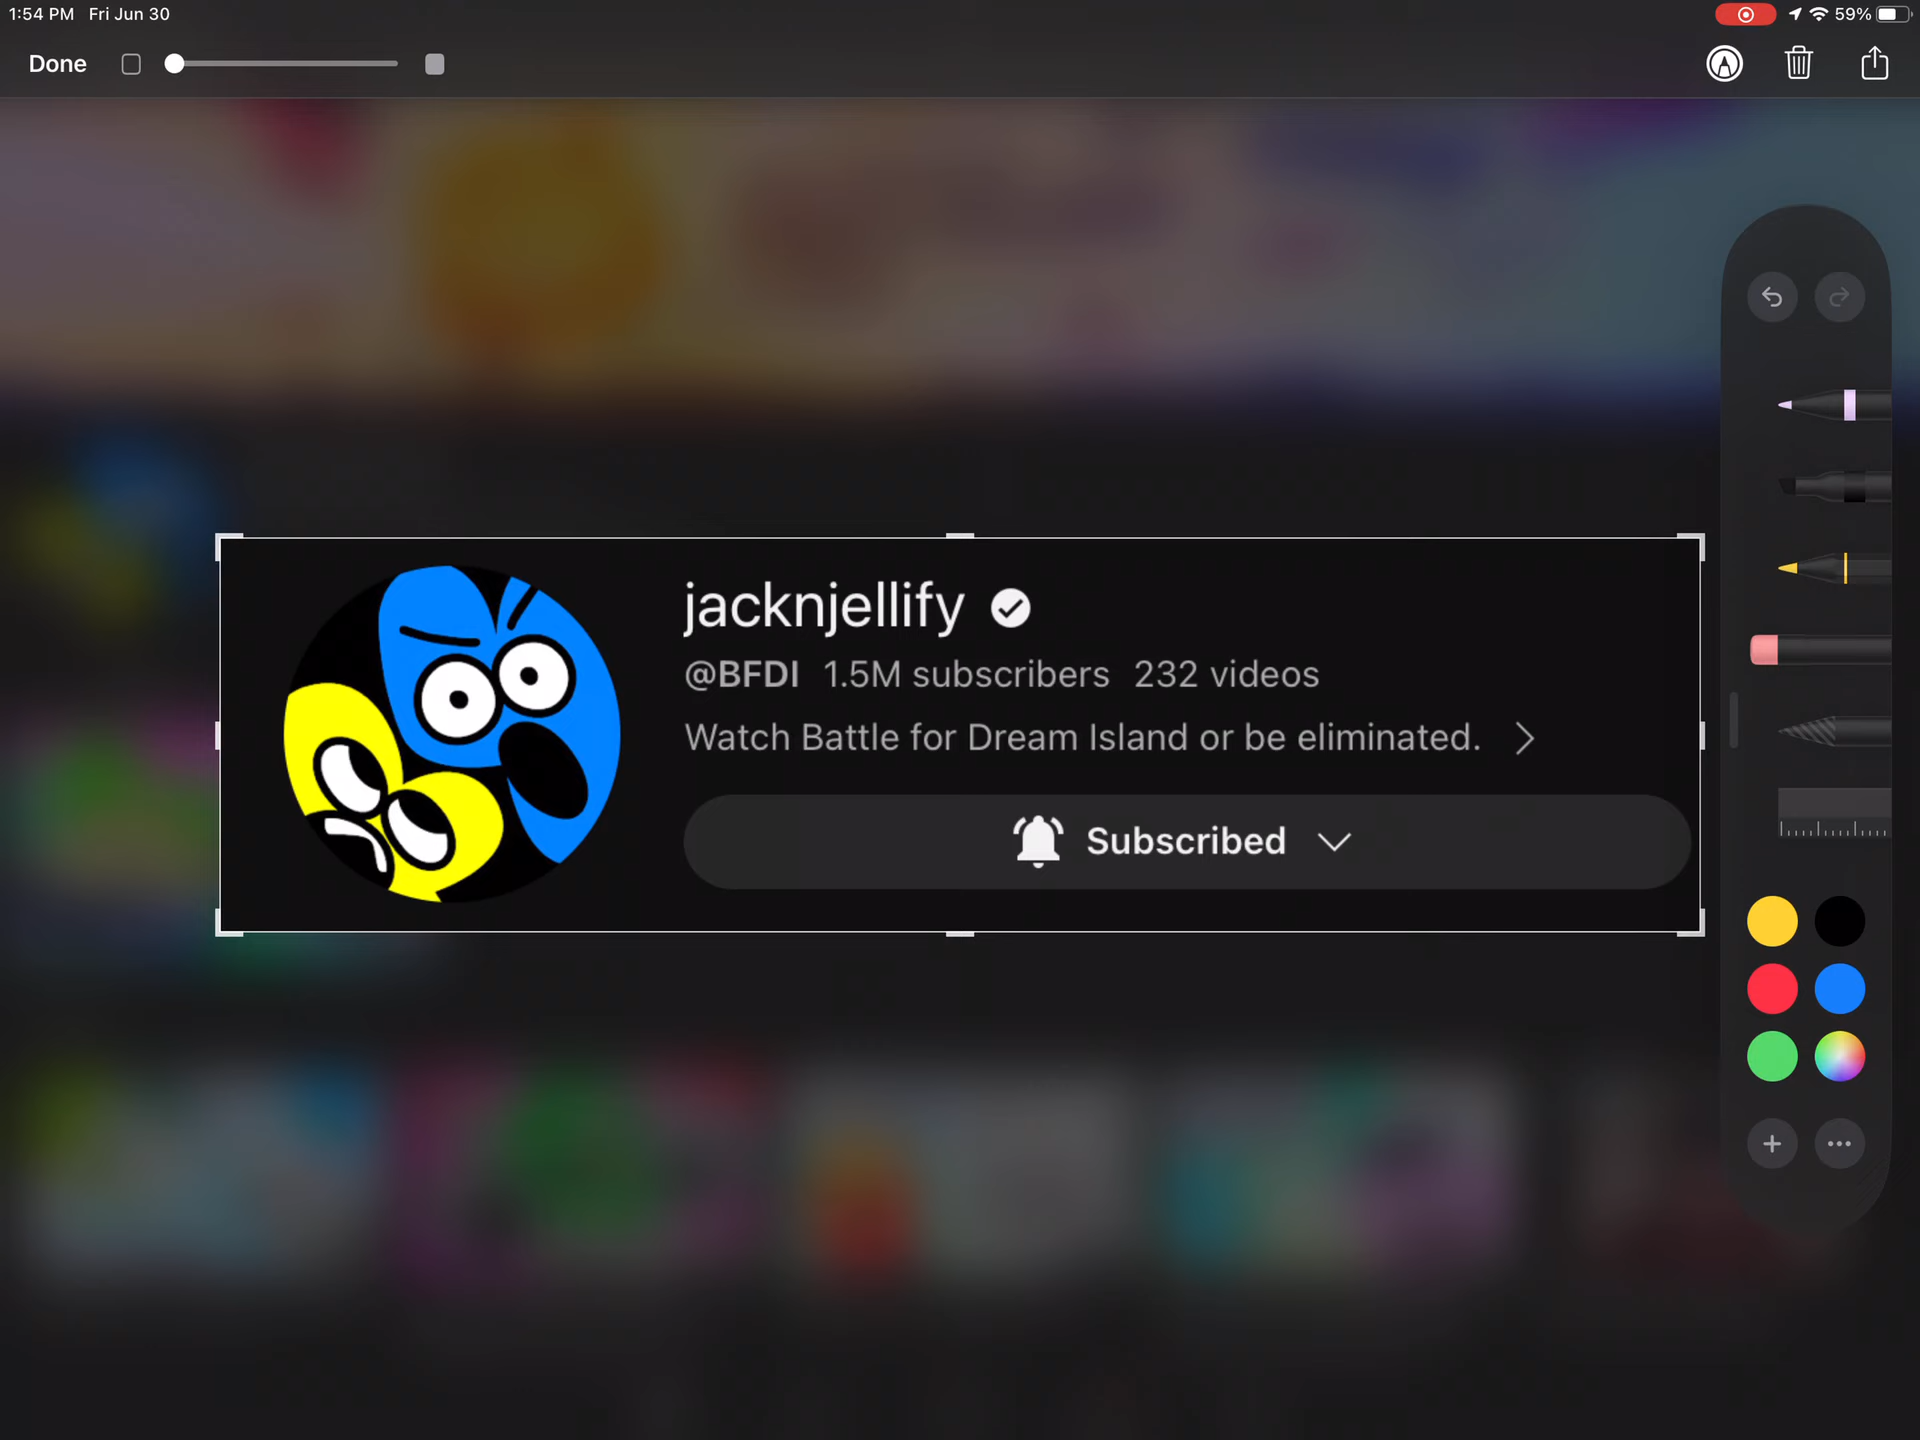 1:54 PM Fri Jun 30
59%
Done
jacknjellify
@BFDI 1.5M subscribers 232 videos
Watch Battle for Dream Island or be eliminated.
Subscribed